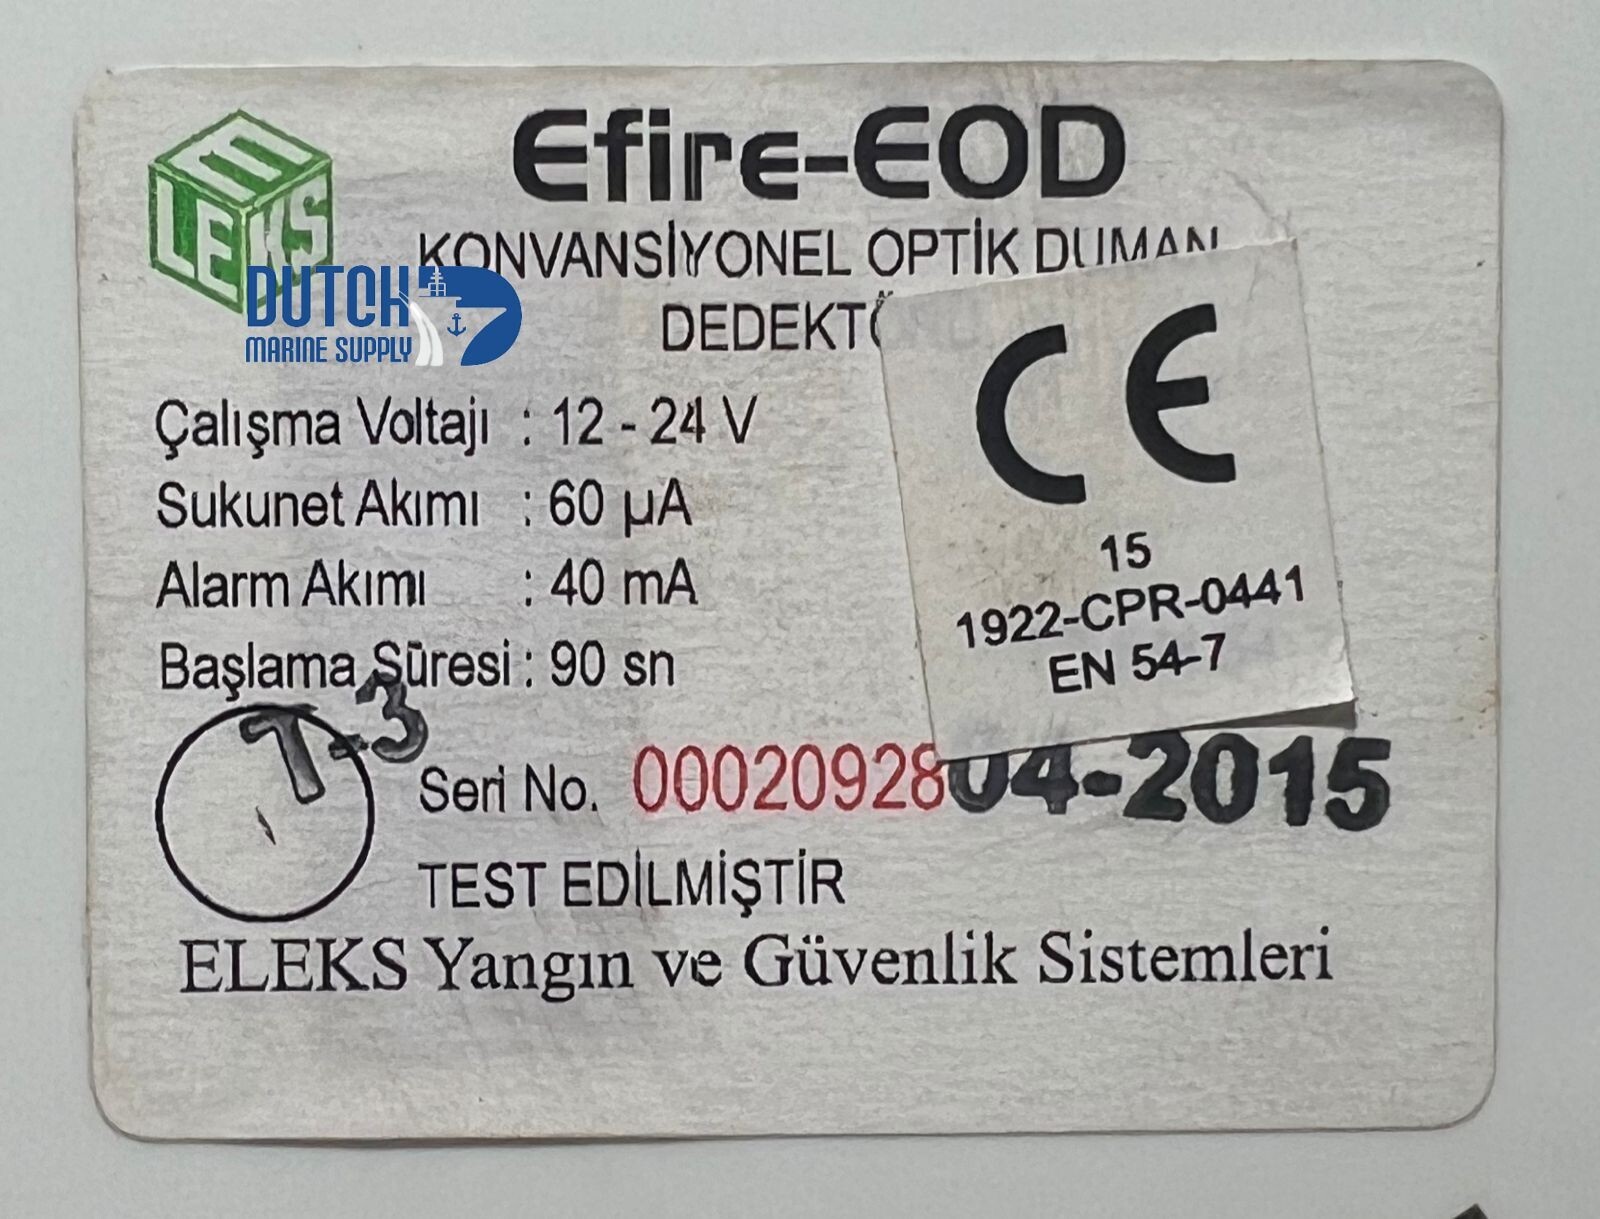 ELEKS
Efire-EOD
KONVANSİYONEL OPTİK DUMAN
DEDEKTÖ
DUTCH
MARINE SUPPLY
Çalışma Voltajı : 12 - 24 V
Sukunet Akımı : 60 µA
Alarm Akımı : 40 mA
Başlama Süresi : 90 sn
CE
15
1922-CPR-0441
EN 54-7
T-3
Seri No. 00020928 04-2015
TEST EDİLMİŞTİR
ELEKS Yangın ve Güvenlik Sistemleri